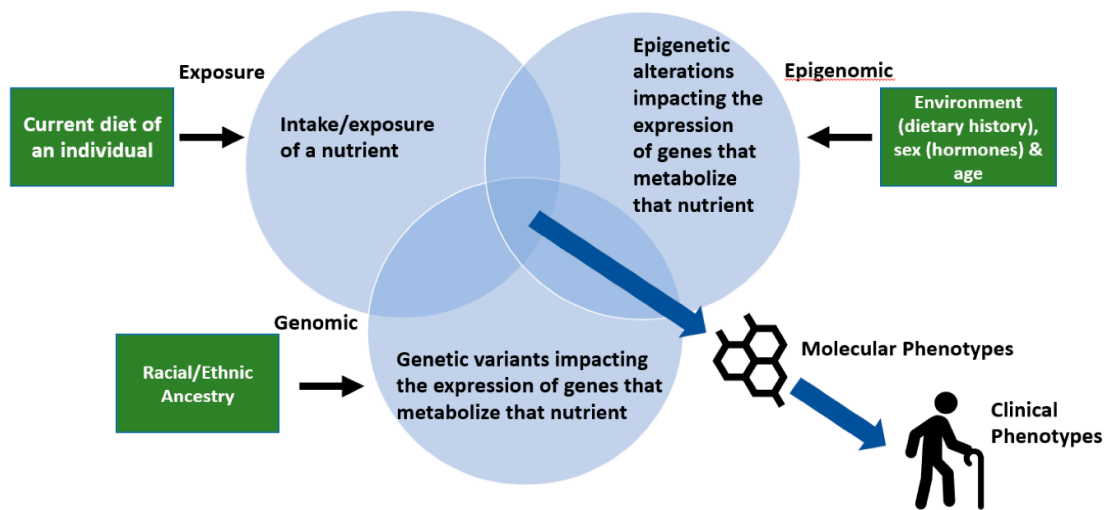 Exposure
Current diet of
an individual
Intake/exposure
of a nutrient
Epigenetic
alterations
impacting the
expression
of genes that
metabolize
that nutrient
Epigenomic
Environment
(dietary history),
sex (hormones) &
age
Genomic
Racial/Ethnic
Ancestry
Genetic variants impacting
the expression of genes that
metabolize that nutrient
Molecular Phenotypes
Clinical
Phenotypes